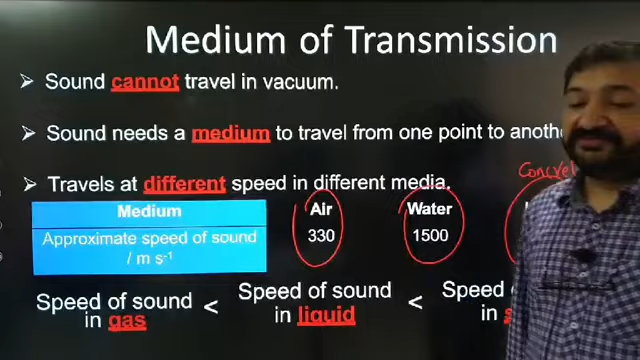 Medium of Transmission
➢ Sound cannot travel in vacuum.
➢ Sound needs a medium to travel from one point to
➢ Travels at different speed in different media.
Medium Air Water
Approximate speed of sound / m s⁻¹ 330 1500
Speed of sound in gas < Speed of sound in liquid < Speed
in